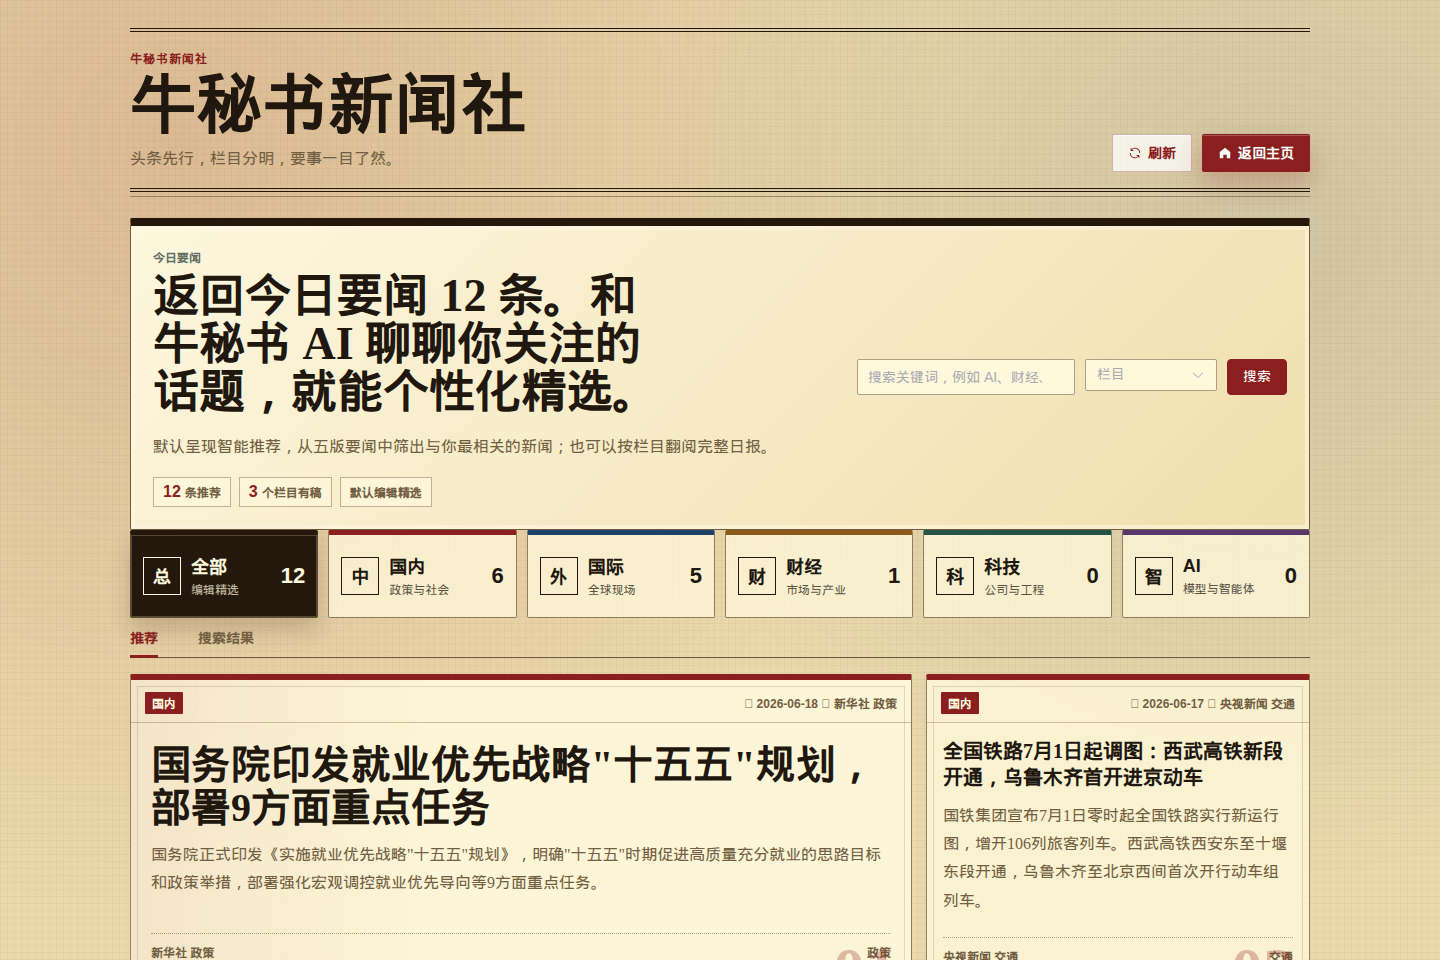 牛秘书新闻社
牛秘书新闻社
头条先行，栏目分明，要事一目了然。
刷新
返回主页
今日要闻
返回今日要闻 12 条。和
牛秘书 AI 聊聊你关注的
话题，就能个性化精选。
搜索关键词，例如 AI、财经、
栏目
搜索
默认呈现智能推荐，从五版要闻中筛出与你最相关的新闻；也可以按栏目翻阅完整日报。
12 条推荐
3 个栏目有稿
默认编辑精选
总
全部
编辑精选
12
中
国内
政策与社会
6
外
国际
全球现场
5
财
财经
市场与产业
1
科
科技
公司与工程
0
智
AI
模型与智能体
0
推荐
搜索结果
国内
2026-06-18
新华社 政策
国务院印发就业优先战略"十五五"规划，
部署9方面重点任务
国务院正式印发《实施就业优先战略"十五五"规划》，明确"十五五"时期促进高质量充分就业的思路目标
和政策举措，部署强化宏观调控就业优先导向等9方面重点任务。
新华社 政策
政策
国内
2026-06-17
央视新闻 交通
全国铁路7月1日起调图：西武高铁新段
开通，乌鲁木齐首开进京动车
国铁集团宣布7月1日零时起全国铁路实行新运行
图，增开106列旅客列车。西武高铁西安东至十堰
东段开通，乌鲁木齐至北京西间首次开行动车组
列车。
央视新闻 交通
交通